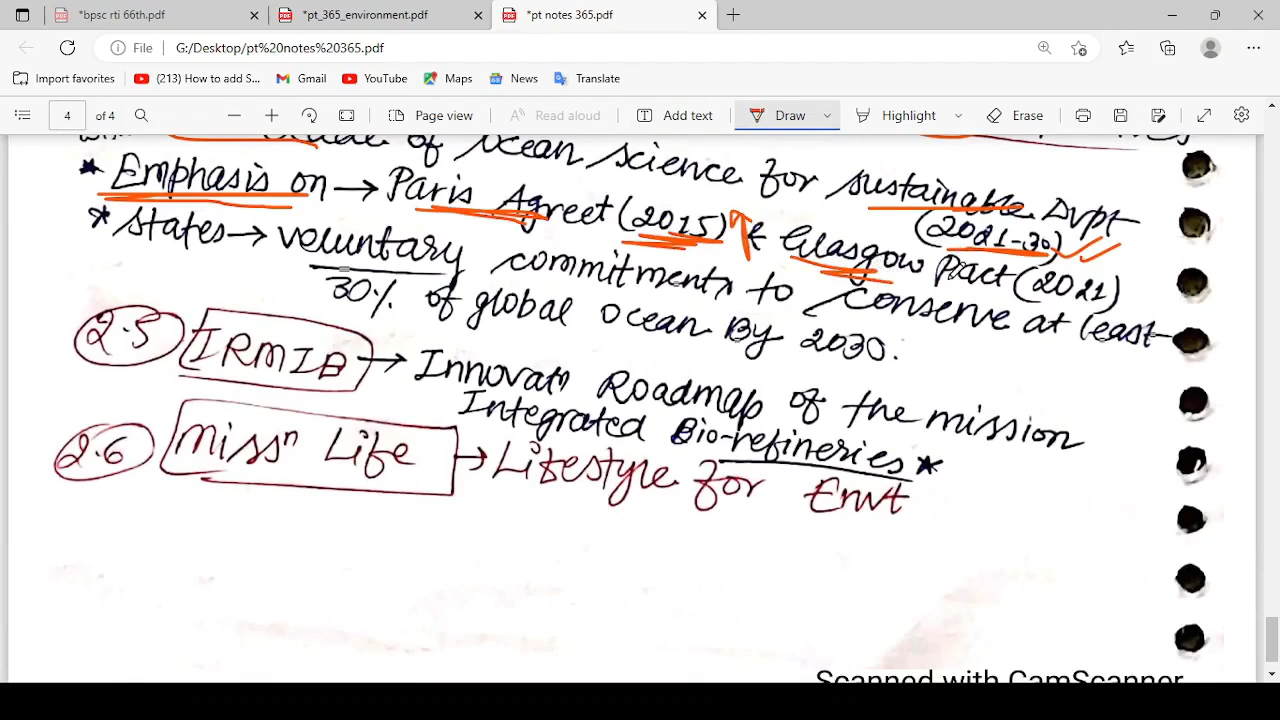 *bpsc rti 66th.pdf
*pt_365_environment.pdf
*pt notes 365.pdf
File G:/Desktop/pt%20notes%20365.pdf
Import favorites
(213) How to add S...
Gmail
YouTube
Maps
News
Translate
4 of 4
Page view
Read aloud
Add text
Draw
Highlight
Erase
of ocean science for sustainable Dvpt
(2021-30)
* Emphasis on → Paris Agreet (2015) & Glasgow Pact (2021)
* States → voluntary commitments to conserve at least
30% of global ocean By 2030.
2.5 IRMIB → Innovatn Roadmap of the mission
Integrated Bio-refineries *
2.6 Missn Life → Lifestyle for Envt
Scanned with CamScanner